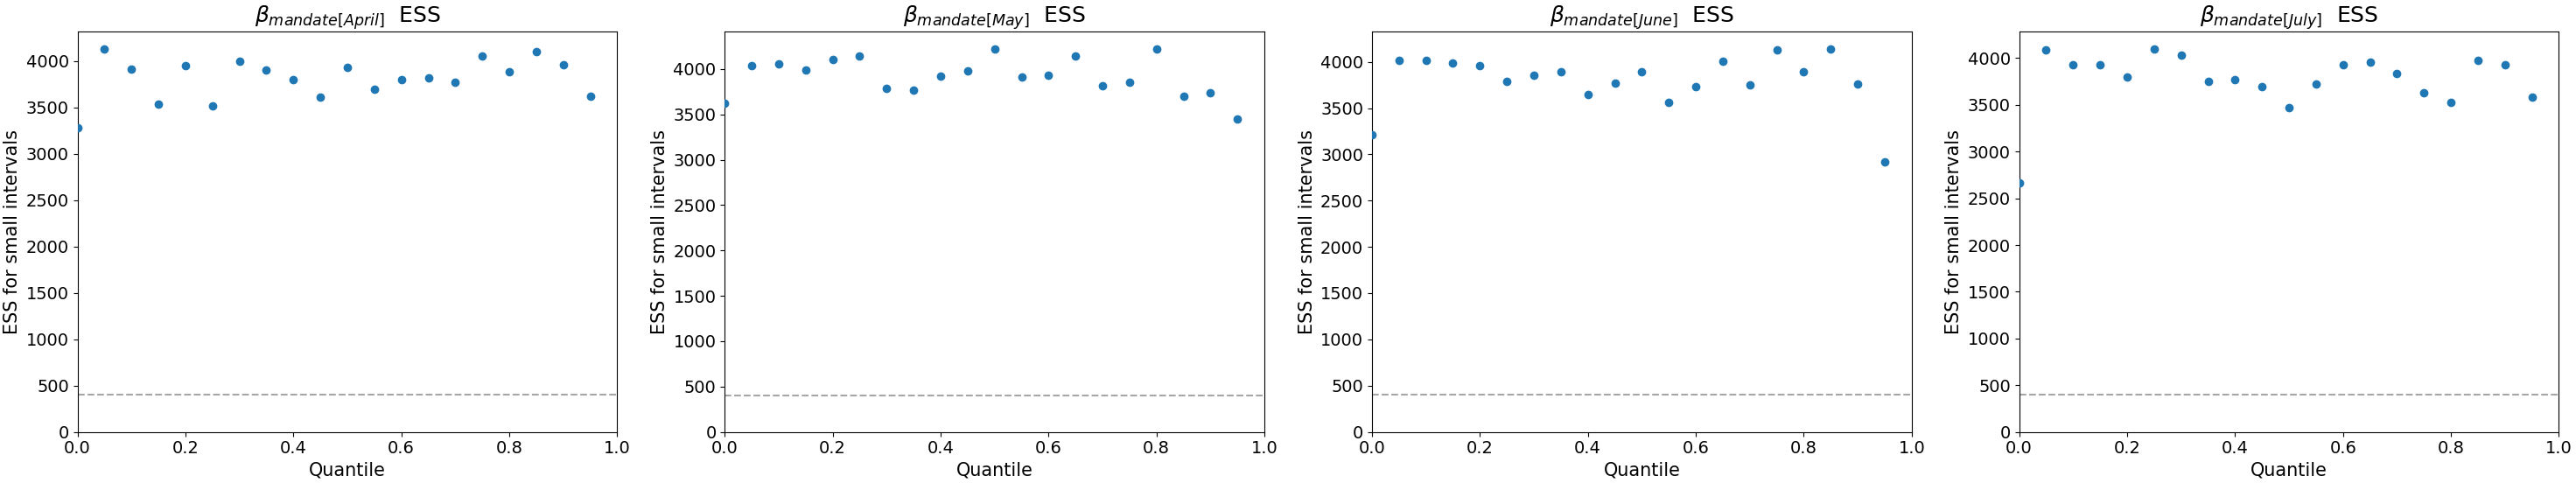 β_mandate[April] ESS
ESS for small intervals
4000
3500
3000
2500
2000
1500
1000
500
0
0.0 0.2 0.4 0.6 0.8 1.0
Quantile
β_mandate[May] ESS
ESS for small intervals
4000
3500
3000
2500
2000
1500
1000
500
0
0.0 0.2 0.4 0.6 0.8 1.0
Quantile
β_mandate[June] ESS
ESS for small intervals
4000
3500
3000
2500
2000
1500
1000
500
0
0.0 0.2 0.4 0.6 0.8 1.0
Quantile
β_mandate[July] ESS
ESS for small intervals
4000
3500
3000
2500
2000
1500
1000
500
0
0.0 0.2 0.4 0.6 0.8 1.0
Quantile